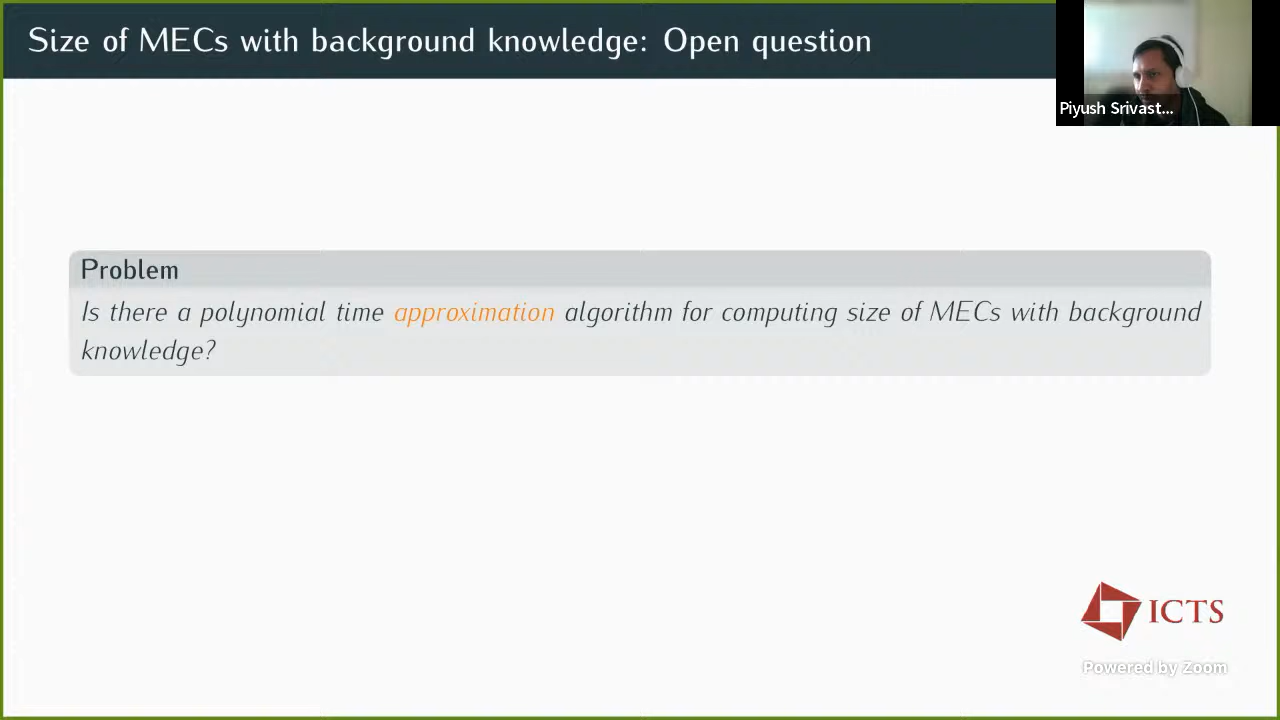 Size of MECs with background knowledge: Open question
Piyush Srivast...
Problem
Is there a polynomial time approximation algorithm for computing size of MECs with background
knowledge?
ICTS
Powered by Zoom